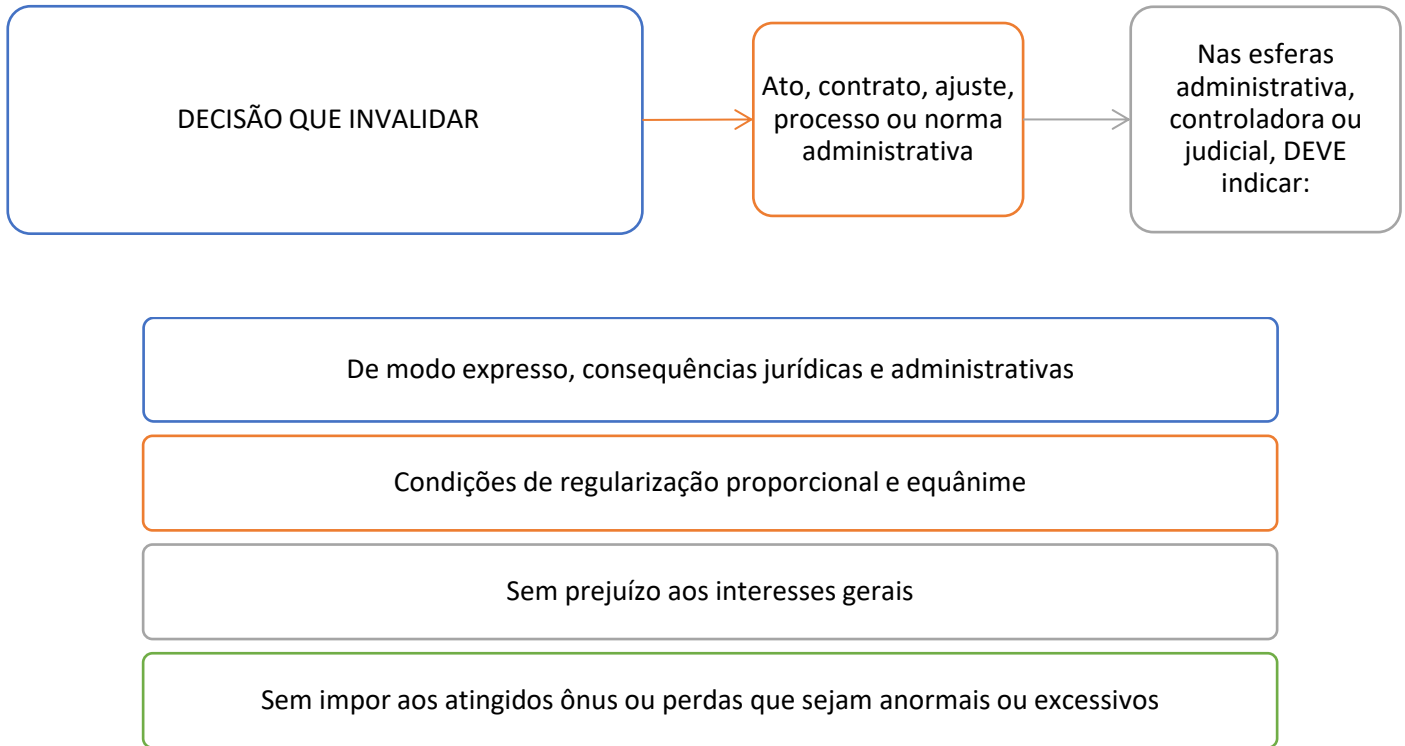 DECISÃO QUE INVALIDAR
Ato, contrato, ajuste,
processo ou norma
administrativa
Nas esferas
administrativa,
controladora ou
judicial, DEVE
indicar:
De modo expresso, consequências jurídicas e administrativas
Condições de regularização proporcional e equânime
Sem prejuízo aos interesses gerais
Sem impor aos atingidos ônus ou perdas que sejam anormais ou excessivos